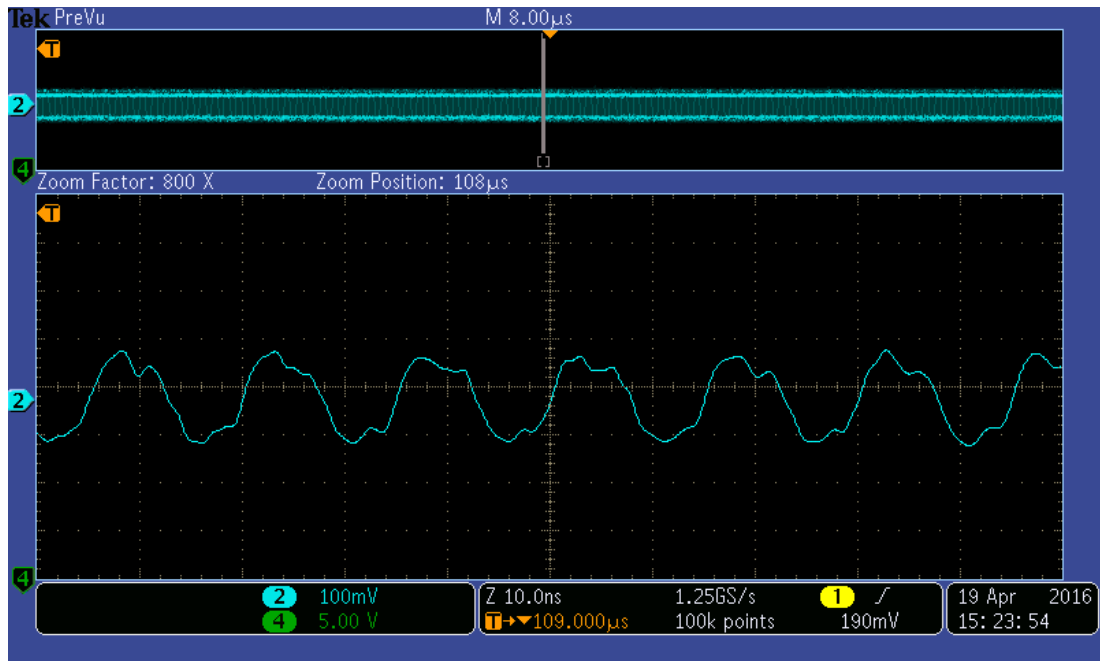 Tek PreVu M 8.00µs
T
2
4
Zoom Factor: 800 X Zoom Position: 108µs
T
2
4
2 100mV Z 10.0ns 1.25GS/s 1 19 Apr 2016
4 5.00 V T→▼109.000µs 100k points 190mV 15:23:54